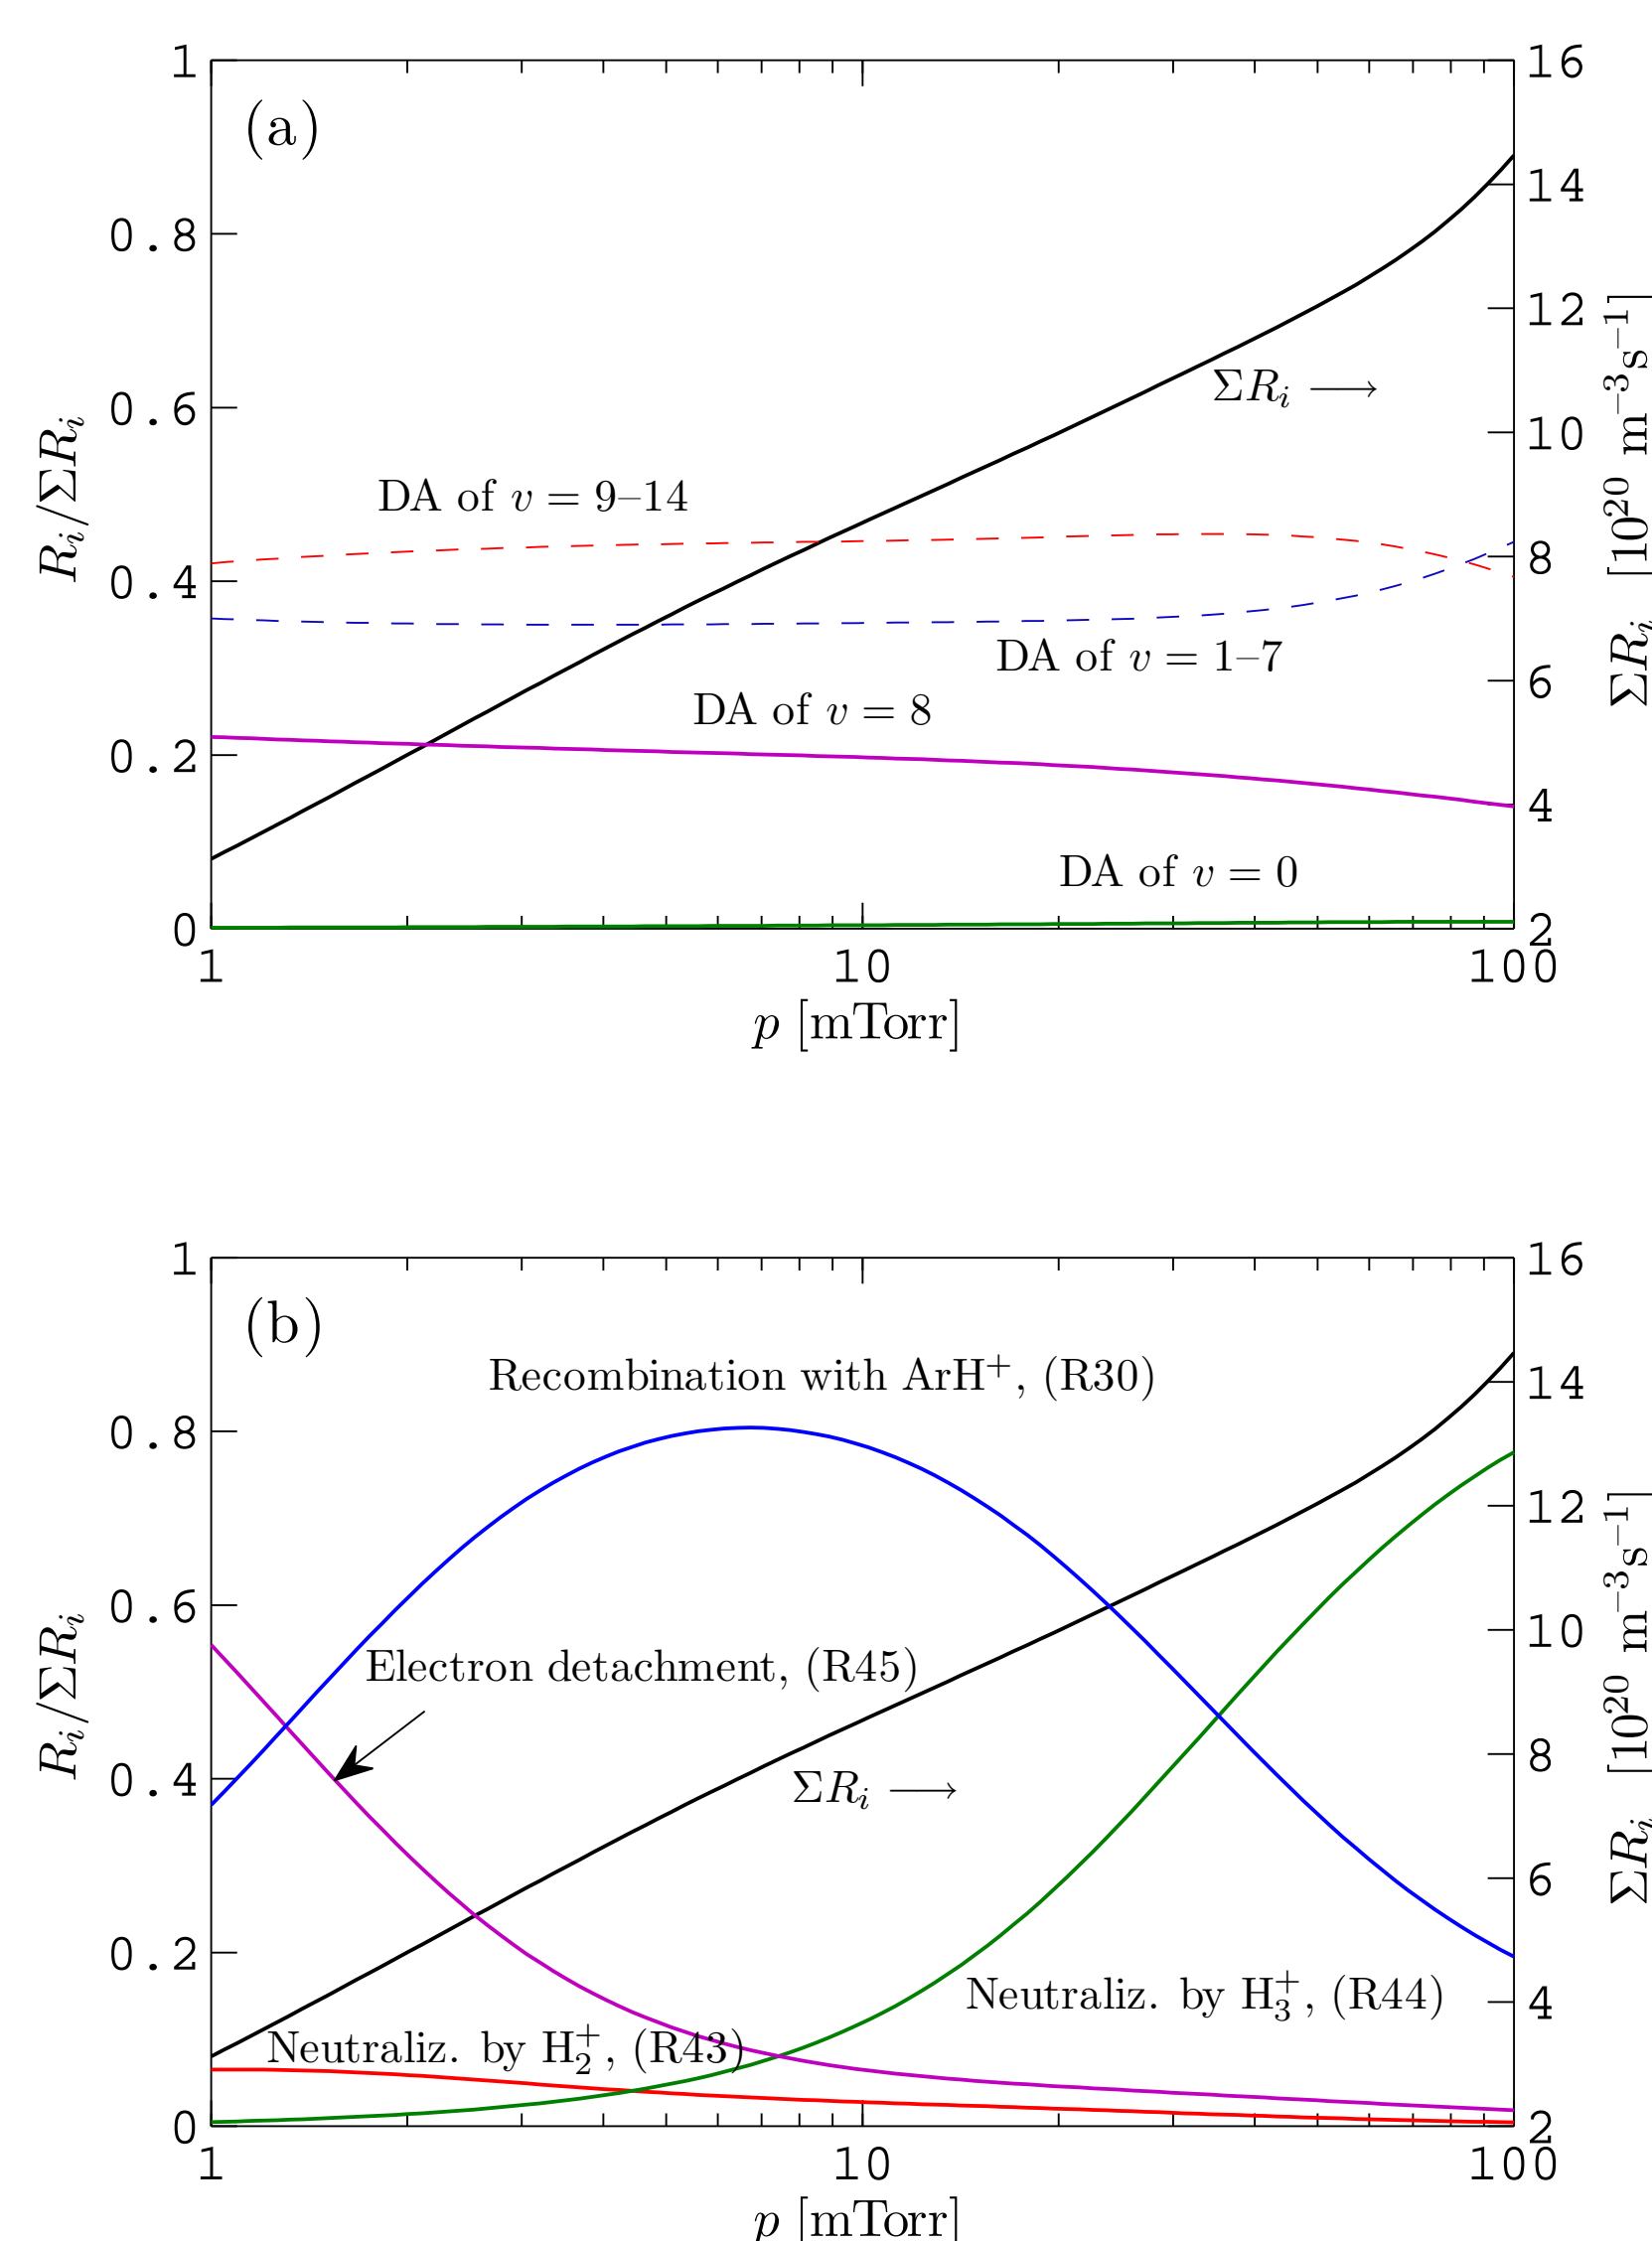 (a)
1
0.8
0.6
0.4
0.2
0
R_i/ΣR_i
16
14
12
10
8
6
4
2
ΣR_i [10^20 m^−3 s^−1]
ΣR_i ⟶
DA of v = 9–14
DA of v = 1–7
DA of v = 8
DA of v = 0
1 10 100
p [mTorr]
(b)
1
0.8
0.6
0.4
0.2
0
R_i/ΣR_i
16
14
12
10
8
6
4
2
ΣR_i [10^20 m^−3 s^−1]
Recombination with ArH^+, (R30)
Electron detachment, (R45)
ΣR_i ⟶
Neutraliz. by H_3^+, (R44)
Neutraliz. by H_2^+, (R43)
1 10 100
p [mTorr]